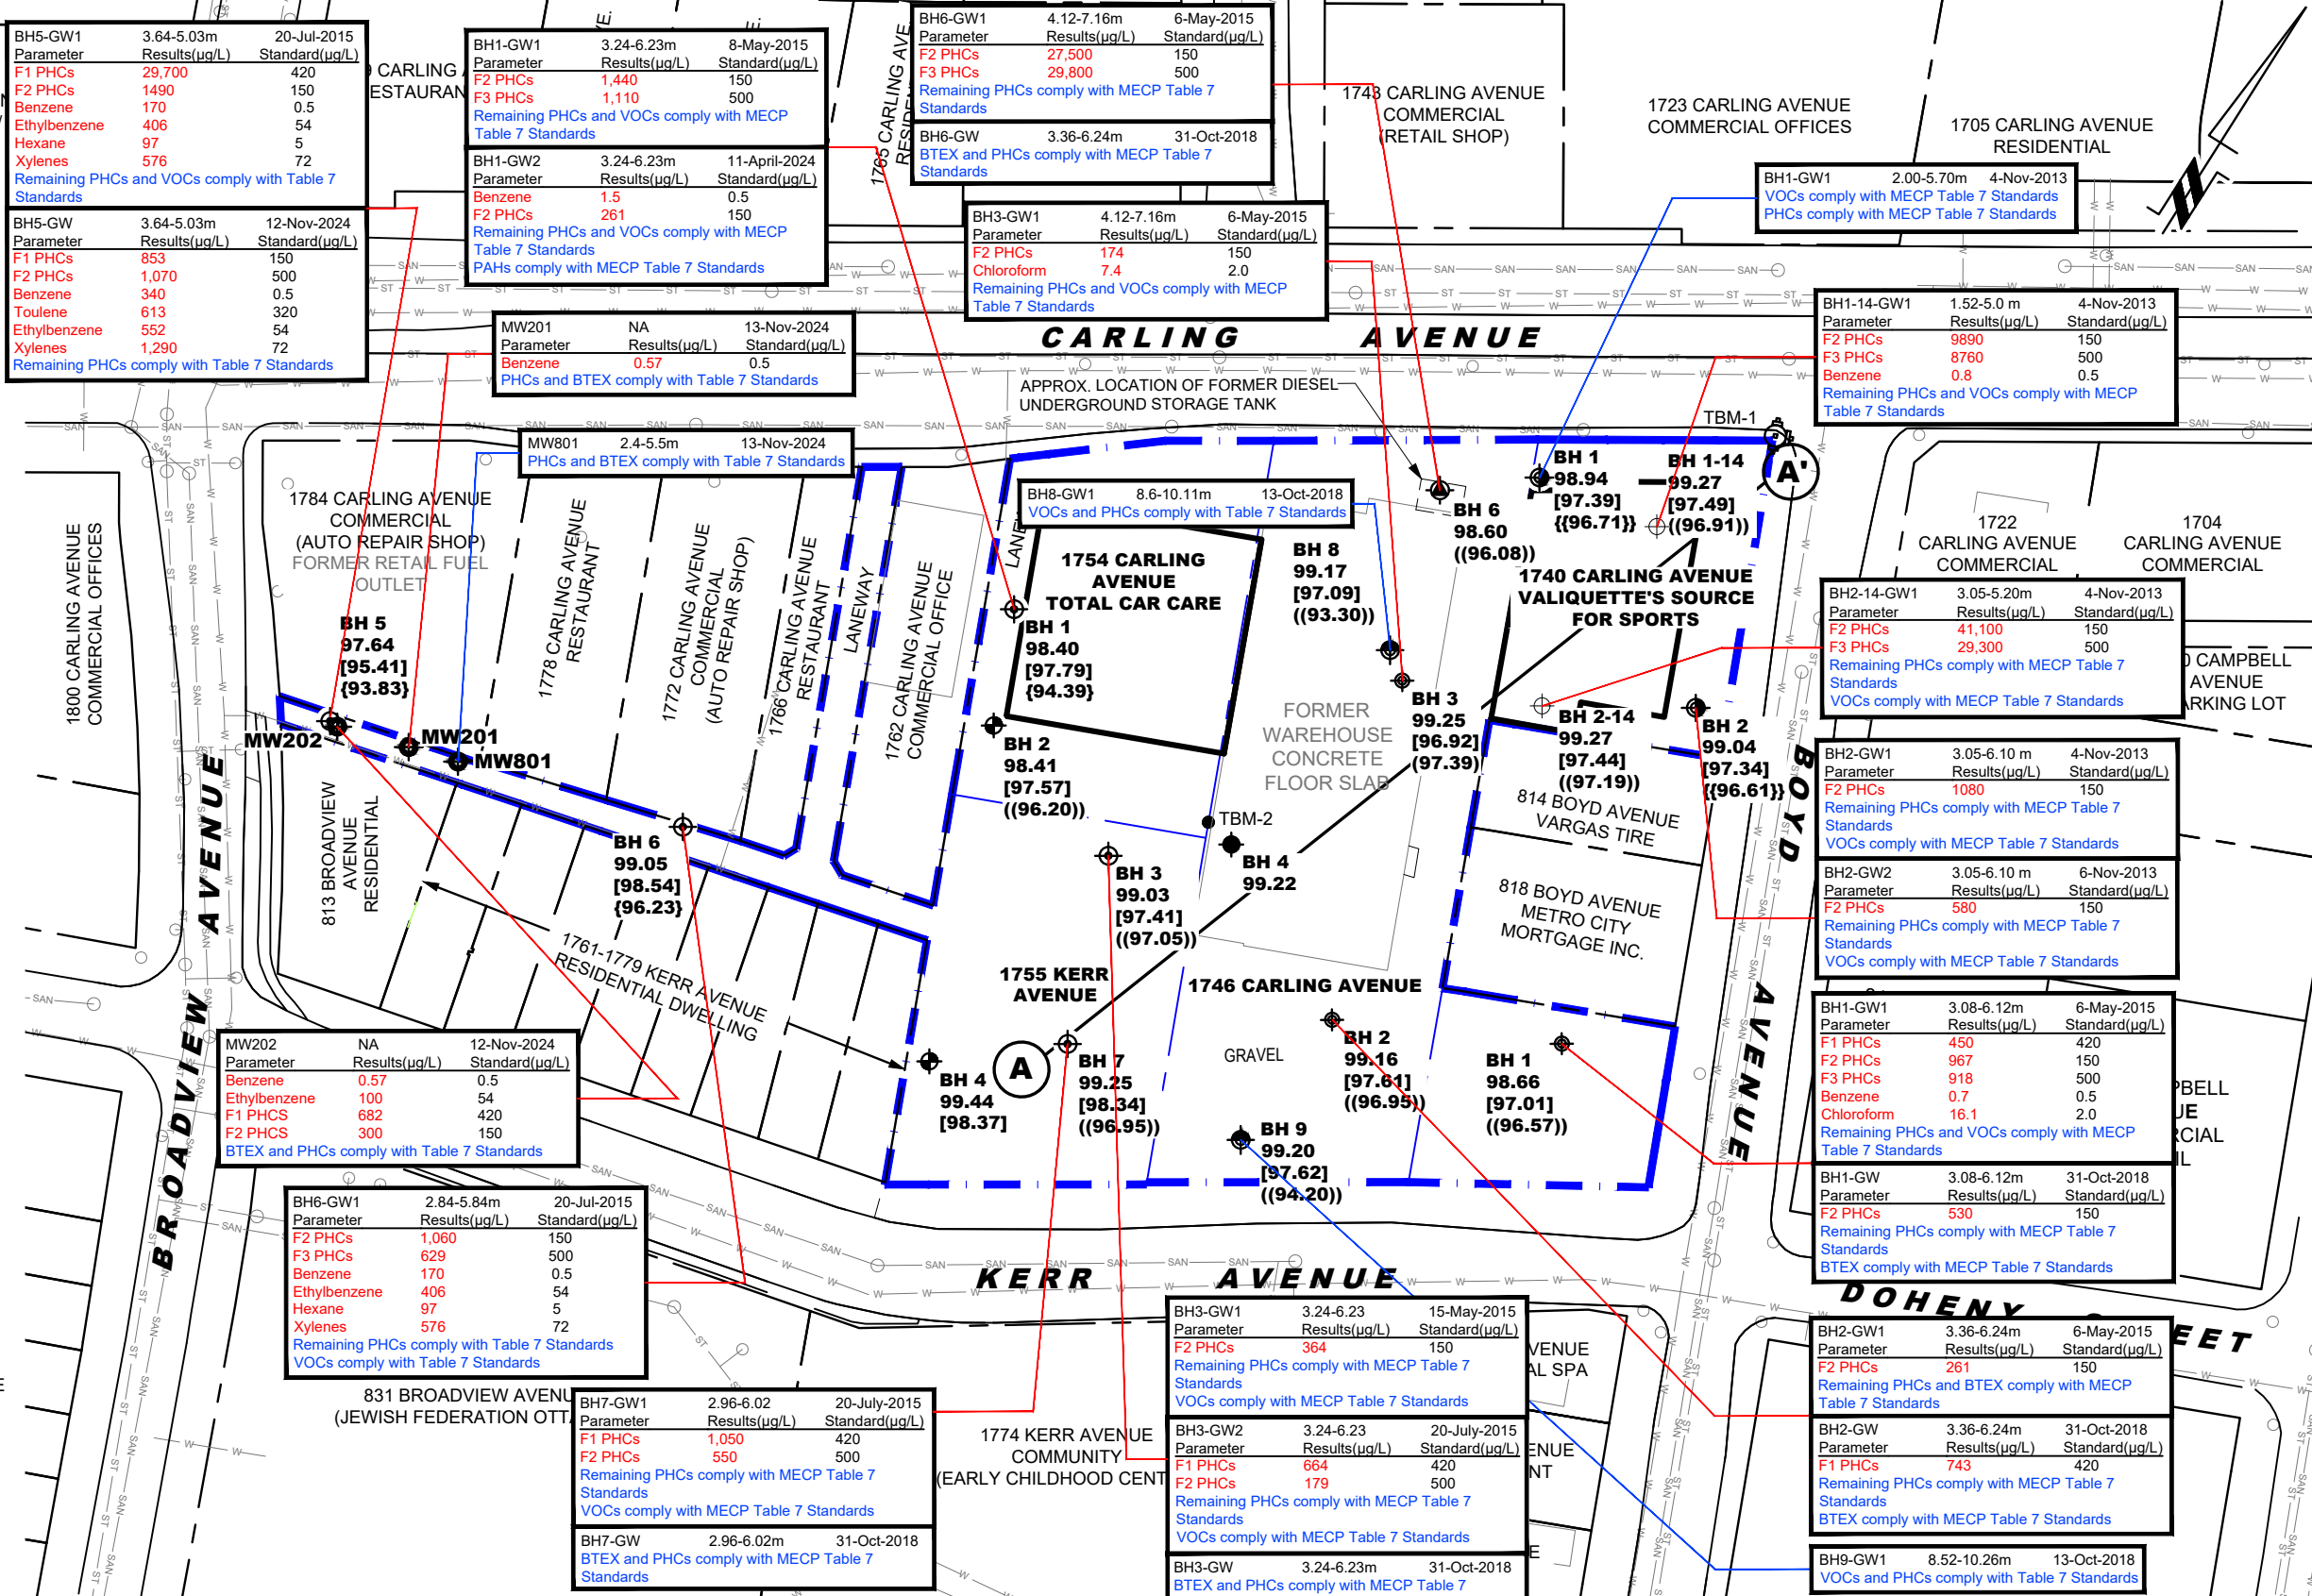 BH5-GW1 3.64-5.03m 20-Jul-2015
Parameter Results(µg/L) Standard(µg/L)
F1 PHCs 29,700 420
F2 PHCs 1490 150
Benzene 170 0.5
Ethylbenzene 406 54
Hexane 97 5
Xylenes 576 72
Remaining PHCs and VOCs comply with Table 7
Standards
BH5-GW 3.64-5.03m 12-Nov-2024
Parameter Results(µg/L) Standard(µg/L)
F1 PHCs 853 150
F2 PHCs 1,070 500
Benzene 340 0.5
Toulene 613 320
Ethylbenzene 552 54
Xylenes 1,290 72
Remaining PHCs comply with Table 7 Standards
BH1-GW1 3.24-6.23m 8-May-2015
Parameter Results(µg/L) Standard(µg/L)
F2 PHCs 1,440 150
F3 PHCs 1,110 500
Remaining PHCs and VOCs comply with MECP
Table 7 Standards
BH1-GW2 3.24-6.23m 11-April-2024
Parameter Results(µg/L) Standard(µg/L)
Benzene 1.5 0.5
F2 PHCs 261 150
Remaining PHCs and VOCs comply with MECP
Table 7 Standards
PAHs comply with MECP Table 7 Standards
MW201 NA 13-Nov-2024
Parameter Results(µg/L) Standard(µg/L)
Benzene 0.57 0.5
PHCs and BTEX comply with Table 7 Standards
MW801 2.4-5.5m 13-Nov-2024
PHCs and BTEX comply with Table 7 Standards
BH6-GW1 4.12-7.16m 6-May-2015
Parameter Results(µg/L) Standard(µg/L)
F2 PHCs 27,500 150
F3 PHCs 29,800 500
Remaining PHCs comply with MECP Table 7
Standards
BH6-GW 3.36-6.24m 31-Oct-2018
BTEX and PHCs comply with MECP Table 7
Standards
BH3-GW1 4.12-7.16m 6-May-2015
Parameter Results(µg/L) Standard(µg/L)
F2 PHCs 174 150
Chloroform 7.4 2.0
Remaining PHCs and VOCs comply with MECP
Table 7 Standards
CARLING
1765 CARLING AVE.
1743 CARLING AVENUE
COMMERCIAL
(RETAIL SHOP)
1723 CARLING AVENUE
COMMERCIAL OFFICES
1705 CARLING AVENUE
RESIDENTIAL
BH1-GW1 2.00-5.70m 4-Nov-2013
VOCs comply with MECP Table 7 Standards
PHCs comply with MECP Table 7 Standards
BH1-14-GW1 1.52-5.0 m 4-Nov-2013
Parameter Results(µg/L) Standard(µg/L)
F2 PHCs 9890 150
F3 PHCs 8760 500
Benzene 0.8 0.5
Remaining PHCs and VOCs comply with MECP
Table 7 Standards
CARLING AVENUE
APPROX. LOCATION OF FORMER DIESEL
UNDERGROUND STORAGE TANK
TBM-1
A'
1800 CARLING AVENUE
COMMERCIAL OFFICES
1784 CARLING AVENUE
COMMERCIAL
(AUTO REPAIR SHOP)
FORMER RETAIL FUEL
OUTLET
1778 CARLING AVENUE
RESTAURANT
1772 CARLING AVENUE
COMMERCIAL
(AUTO REPAIR SHOP)
1766 CARLING AVENUE
RESTAURANT
LANEWAY
1762 CARLING AVENUE
COMMERCIAL OFFICE
BH8-GW1 8.6-10.11m 13-Oct-2018
VOCs and PHCs comply with Table 7 Standards
1754 CARLING
AVENUE
TOTAL CAR CARE
BH 1
98.40
[97.79]
{94.39}
BH 8
99.17
[97.09]
((93.30))
BH 6
98.60
((96.08))
BH 1
98.94
[97.39]
{{96.71}}
BH 1-14
99.27
[97.49]
((96.91))
1740 CARLING AVENUE
VALIQUETTE'S SOURCE
FOR SPORTS
1722
CARLING AVENUE
COMMERCIAL
1704
CARLING AVENUE
COMMERCIAL
BH2-14-GW1 3.05-5.20m 4-Nov-2013
Parameter Results(µg/L) Standard(µg/L)
F2 PHCs 41,100 150
F3 PHCs 29,300 500
Remaining PHCs comply with MECP Table 7
Standards
VOCs comply with MECP Table 7 Standards
CAMPBELL
AVENUE
BH 5
97.64
[95.41]
{93.83}
MW202
MW201
MW801
BH 2
98.41
[97.57]
((96.20))
FORMER
WAREHOUSE
CONCRETE
FLOOR SLAB
BH 3
99.25
[96.92]
(97.39)
BH 2-14
99.27
[97.44]
((97.19))
BH 2
99.04
[97.34]
{{96.61}}
814 BOYD AVENUE
VARGAS TIRE
818 BOYD AVENUE
METRO CITY
MORTGAGE INC.
BOYD AVENUE
BH2-GW1 3.05-6.10 m 4-Nov-2013
Parameter Results(µg/L) Standard(µg/L)
F2 PHCs 1080 150
Remaining PHCs comply with MECP Table 7
Standards
VOCs comply with MECP Table 7 Standards
BH2-GW2 3.05-6.10 m 6-Nov-2013
Parameter Results(µg/L) Standard(µg/L)
F2 PHCs 580 150
Remaining PHCs comply with MECP Table 7
Standards
VOCs comply with MECP Table 7 Standards
813 BROADVIEW
AVENUE
RESIDENTIAL
BH 6
99.05
[98.54]
{96.23}
TBM-2
BH 4
99.22
BH 3
99.03
[97.41]
((97.05))
1761-1779 KERR AVENUE
RESIDENTIAL DWELLING
1755 KERR
AVENUE
1746 CARLING AVENUE
BROADVIEW AVENUE
A
BH 4
99.44
[98.37]
BH 7
99.25
[98.34]
((96.95))
GRAVEL
BH 2
99.16
[97.61]
((96.95))
BH 1
98.66
[97.01]
((96.57))
BH 9
99.20
[97.62]
((94.20))
BH1-GW1 3.08-6.12m 6-May-2015
Parameter Results(µg/L) Standard(µg/L)
F1 PHCs 450 420
F2 PHCs 967 150
F3 PHCs 918 500
Benzene 0.7 0.5
Chloroform 16.1 2.0
Remaining PHCs and VOCs comply with MECP
Table 7 Standards
BH1-GW 3.08-6.12m 31-Oct-2018
Parameter Results(µg/L) Standard(µg/L)
F2 PHCs 530 150
Remaining PHCs comply with MECP Table 7
Standards
BTEX comply with MECP Table 7 Standards
MW202 NA 12-Nov-2024
Parameter Results(µg/L) Standard(µg/L)
Benzene 0.57 0.5
Ethylbenzene 100 54
F1 PHCS 682 420
F2 PHCS 300 150
BTEX and PHCs comply with Table 7 Standards
BH6-GW1 2.84-5.84m 20-Jul-2015
Parameter Results(µg/L) Standard(µg/L)
F2 PHCs 1,060 150
F3 PHCs 629 500
Benzene 170 0.5
Ethylbenzene 406 54
Hexane 97 5
Xylenes 576 72
Remaining PHCs comply with Table 7 Standards
VOCs comply with Table 7 Standards
KERR AVENUE
DOHENY
831 BROADVIEW
(JEWISH FEDERATION
BH7-GW1 2.96-6.02 20-July-2015
Parameter Results(µg/L) Standard(µg/L)
F1 PHCs 1,050 420
F2 PHCs 550 500
Remaining PHCs comply with MECP Table 7
Standards
VOCs comply with MECP Table 7 Standards
BH7-GW 2.96-6.02m 31-Oct-2018
BTEX and PHCs comply with MECP Table 7
Standards
1774 KERR AVENUE
COMMUNITY
(EARLY CHILDHOOD
BH3-GW1 3.24-6.23 15-May-2015
Parameter Results(µg/L) Standard(µg/L)
F2 PHCs 364 150
Remaining PHCs comply with MECP Table 7
Standards
VOCs comply with MECP Table 7 Standards
BH3-GW2 3.24-6.23 20-July-2015
Parameter Results(µg/L) Standard(µg/L)
F1 PHCs 664 420
F2 PHCs 179 500
Remaining PHCs comply with MECP Table 7
Standards
VOCs comply with MECP Table 7 Standards
BH3-GW 3.24-6.23m 31-Oct-2018
BTEX and PHCs comply with MECP Table 7
BH2-GW1 3.36-6.24m 6-May-2015
Parameter Results(µg/L) Standard(µg/L)
F2 PHCs 261 150
Remaining PHCs and BTEX comply with MECP
Table 7 Standards
BH2-GW 3.36-6.24m 31-Oct-2018
Parameter Results(µg/L) Standard(µg/L)
F1 PHCs 743 420
Remaining PHCs comply with MECP Table 7
Standards
BTEX comply with MECP Table 7 Standards
BH9-GW1 8.52-10.26m 13-Oct-2018
VOCs and PHCs comply with Table 7 Standards